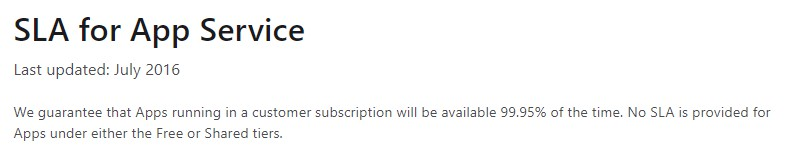 SLA for App Service
Last updated: July 2016
We guarantee that Apps running in a customer subscription will be available 99.95% of the time. No SLA is provided for
Apps under either the Free or Shared tiers.